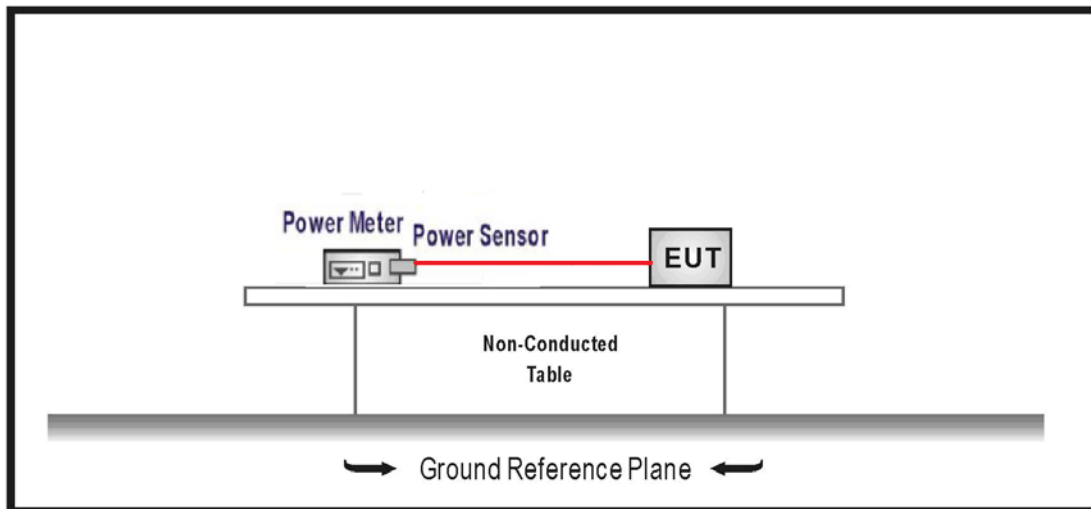 Power Meter
Power Sensor
EUT
Non-Conducted
Table
Ground Reference Plane